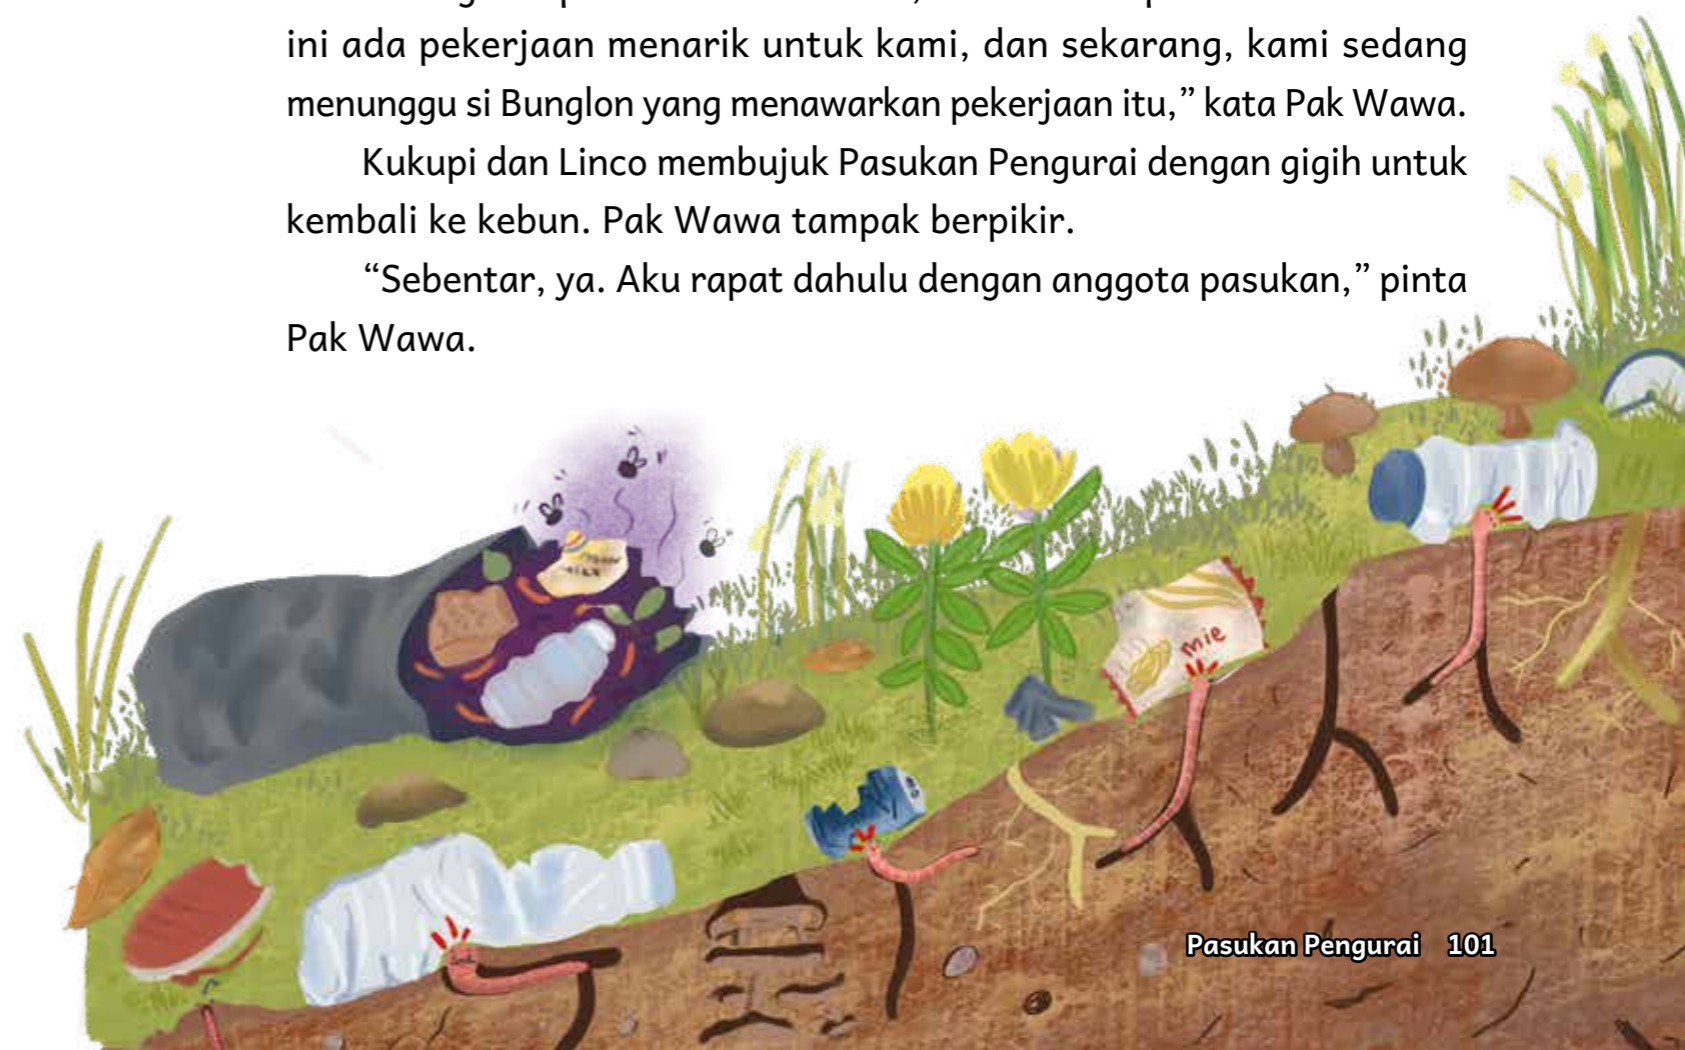 ini ada pekerjaan menarik untuk kami, dan sekarang, kami sedang
menunggu si Bunglon yang menawarkan pekerjaan itu,” kata Pak Wawa.
Kukupi dan Linco membujuk Pasukan Pengurai dengan gigih untuk
kembali ke kebun. Pak Wawa tampak berpikir.
“Sebentar, ya. Aku rapat dahulu dengan anggota pasukan,” pinta
Pak Wawa.
mie
Pasukan Pengurai 101